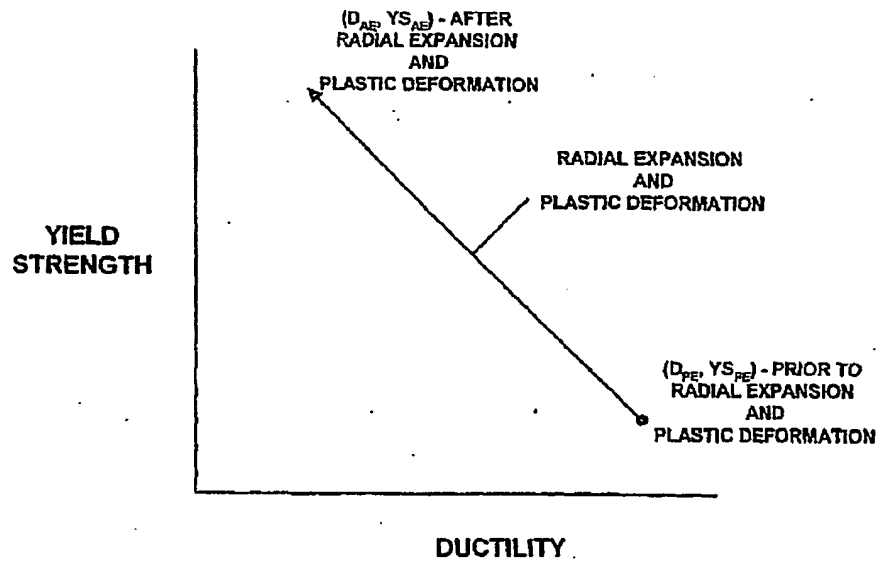 (D_AE, YS_AE) - AFTER
RADIAL EXPANSION
AND
PLASTIC DEFORMATION
RADIAL EXPANSION
AND
PLASTIC DEFORMATION
YIELD
STRENGTH
(D_PE, YS_PE) - PRIOR TO
RADIAL EXPANSION
AND
PLASTIC DEFORMATION
DUCTILITY